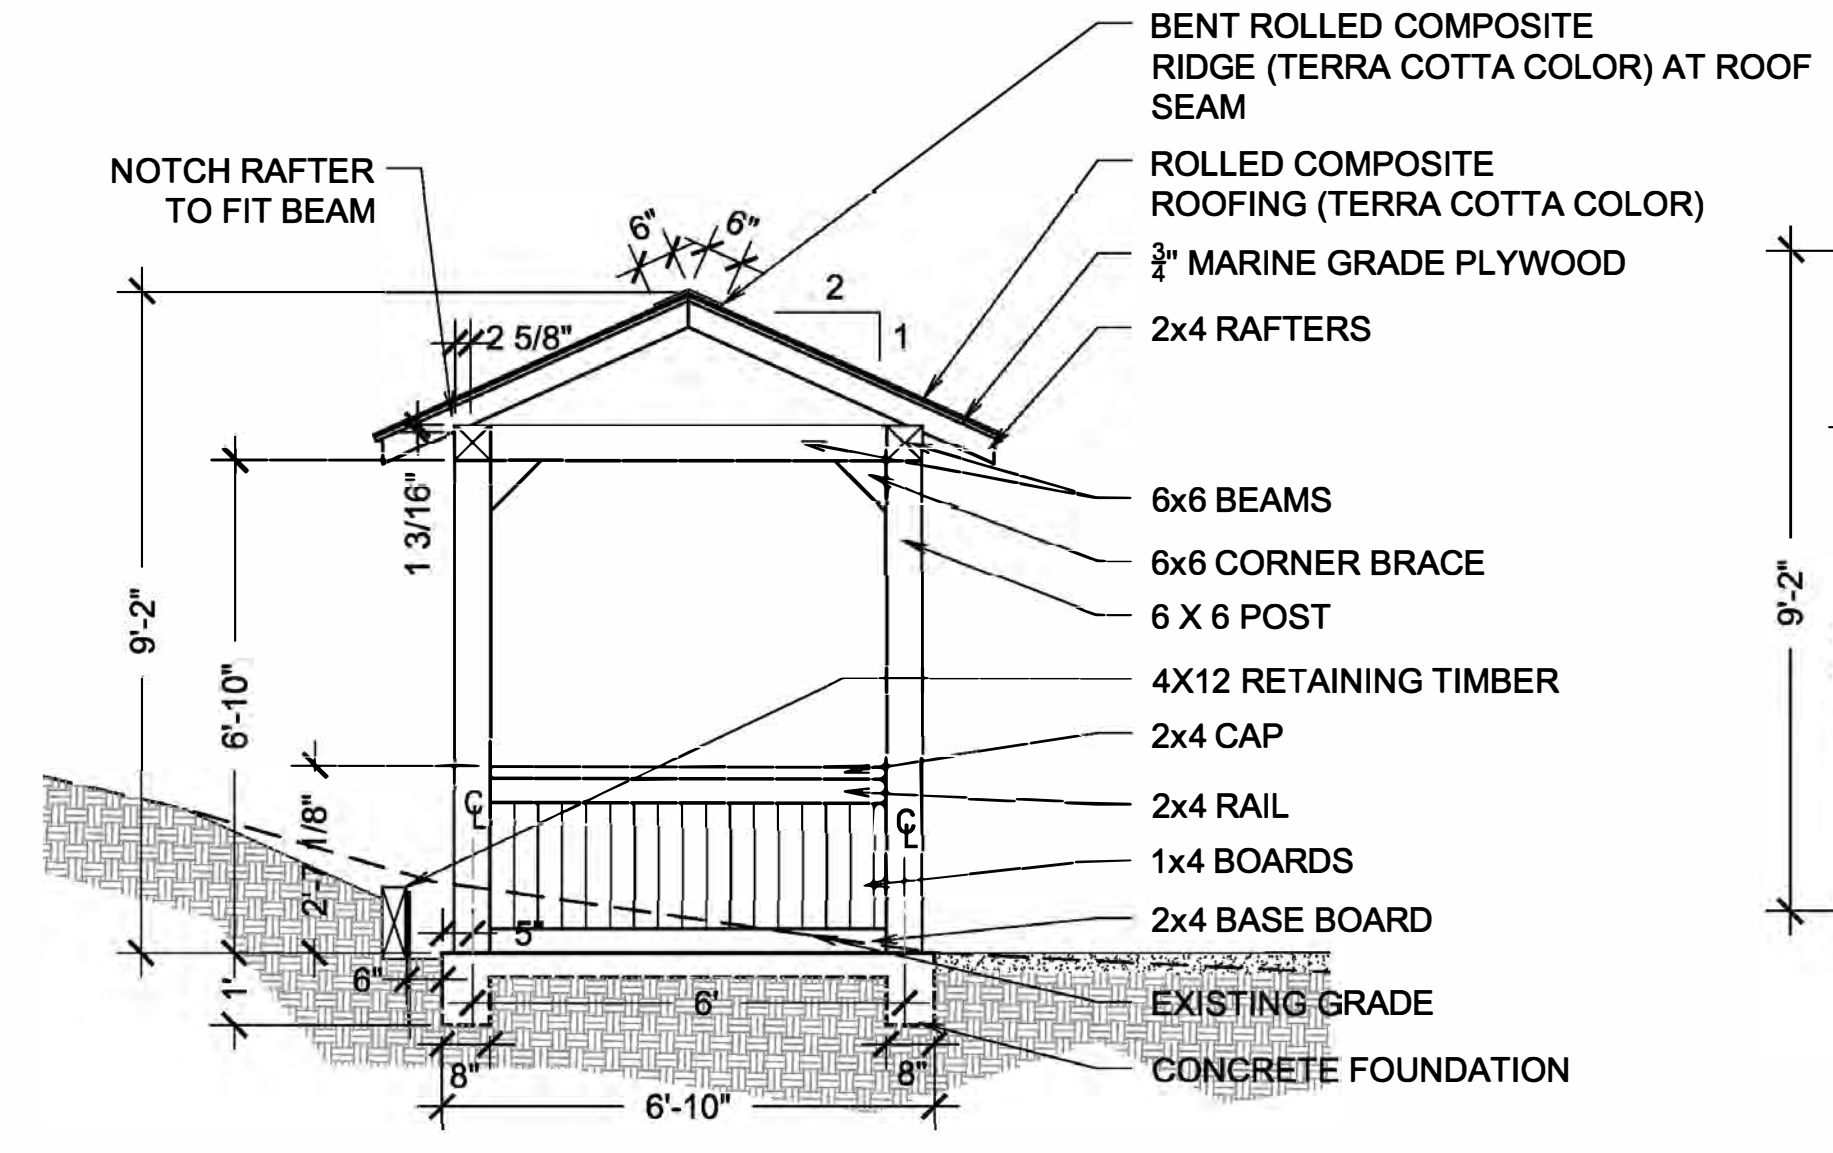 BENT ROLLED COMPOSITE
RIDGE (TERRA COTTA COLOR) AT ROOF
SEAM
NOTCH RAFTER
TO FIT BEAM
ROLLED COMPOSITE
ROOFING (TERRA COTTA COLOR)
6"
6"
3/4" MARINE GRADE PLYWOOD
2
1
2x4 RAFTERS
2 5/8"
6x6 BEAMS
1 3/16"
6x6 CORNER BRACE
9'-2"
9'-2"
6 X 6 POST
6'-10"
4X12 RETAINING TIMBER
2x4 CAP
2x4 RAIL
CL
CL
1x4 BOARDS
2x4 BASE BOARD
5"
6"
1'
6'
EXISTING GRADE
8"
8"
CONCRETE FOUNDATION
6'-10"